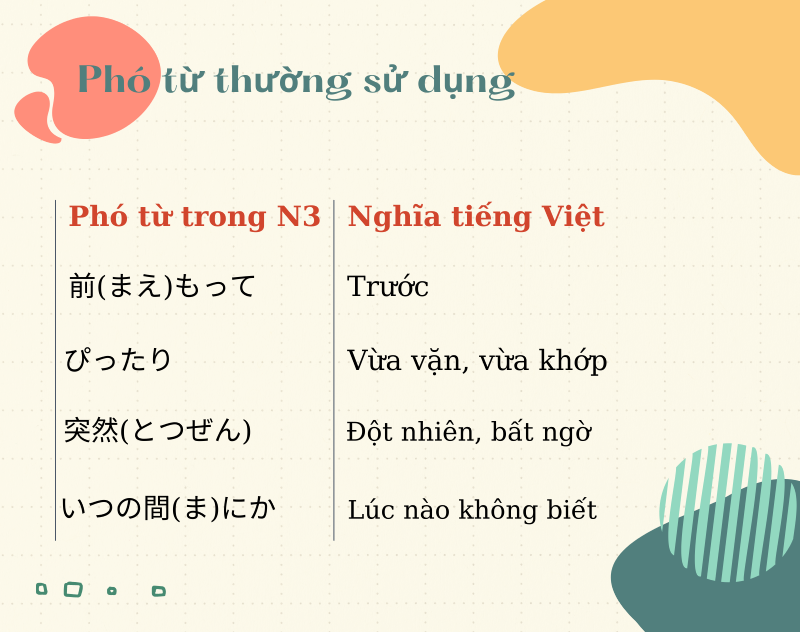 Phó từ thường sử dụng
Phó từ trong N3 Nghĩa tiếng Việt
前(まえ)もって Trước
ぴったり Vừa vặn, vừa khớp
突然(とつぜん) Đột nhiên, bất ngờ
いつの間(ま)にか Lúc nào không biết